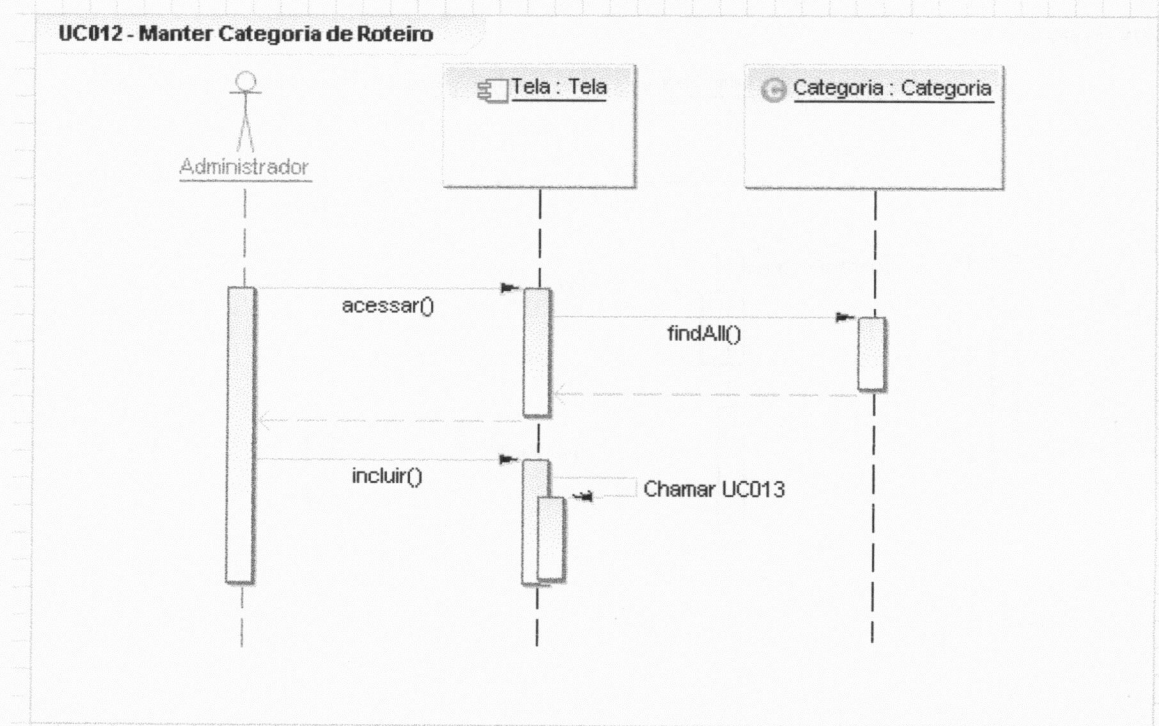 UC012 - Manter Categoria de Roteiro
Tela : Tela
Categoria : Categoria
Administrador
acessar()
findAll()
incluir()
Chamar UC013